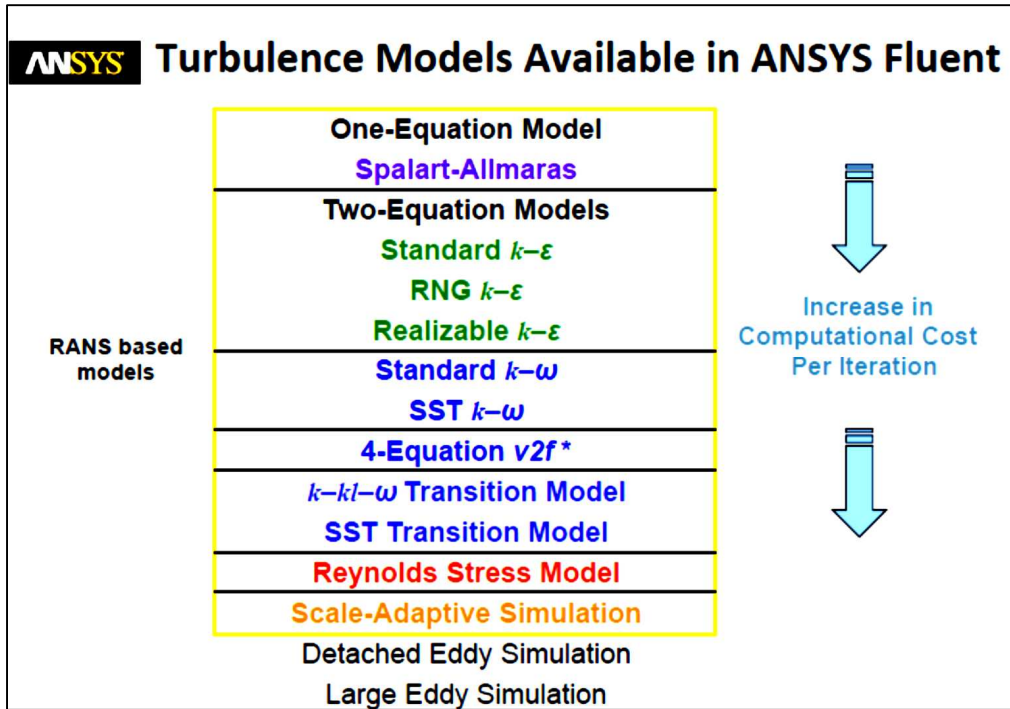 ANSYS Turbulence Models Available in ANSYS Fluent
One-Equation Model
Spalart-Allmaras
Two-Equation Models
Standard k–ε
RNG k–ε
Realizable k–ε
Standard k–ω
SST k–ω
4-Equation v2f *
k–kl–ω Transition Model
SST Transition Model
Reynolds Stress Model
Scale-Adaptive Simulation
Detached Eddy Simulation
Large Eddy Simulation
RANS based
models
Increase in
Computational Cost
Per Iteration